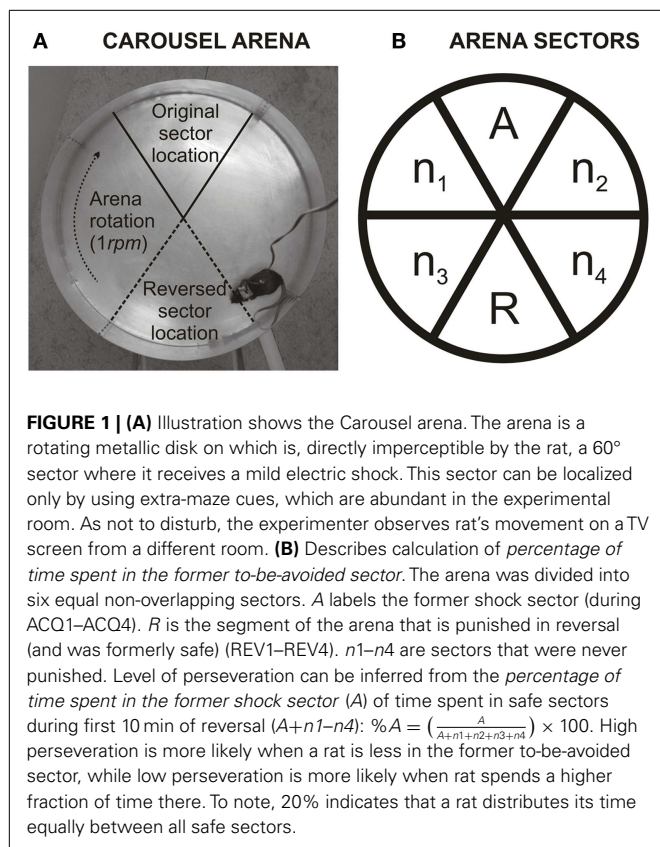 A CAROUSEL ARENA
B ARENA SECTORS
Original
sector
location
Arena
rotation
(1rpm)
Reversed
sector
location
A
n1
n2
n3
n4
R
FIGURE 1 | (A) Illustration shows the Carousel arena. The arena is a
rotating metallic disk on which is, directly imperceptible by the rat, a 60°
sector where it receives a mild electric shock. This sector can be localized
only by using extra-maze cues, which are abundant in the experimental
room. As not to disturb, the experimenter observes rat's movement on a TV
screen from a different room. (B) Describes calculation of percentage of
time spent in the former to-be-avoided sector. The arena was divided into
six equal non-overlapping sectors. A labels the former shock sector (during
ACQ1–ACQ4). R is the segment of the arena that is punished in reversal
(and was formerly safe) (REV1–REV4). n1–n4 are sectors that were never
punished. Level of perseveration can be inferred from the percentage of
time spent in the former shock sector (A) of time spent in safe sectors
during first 10 min of reversal (A+n1–n4): %A = (A/(A+n1+n2+n3+n4)) × 100. High
perseveration is more likely when a rat is less in the former to-be-avoided
sector, while low perseveration is more likely when rat spends a higher
fraction of time there. To note, 20% indicates that a rat distributes its time
equally between all safe sectors.